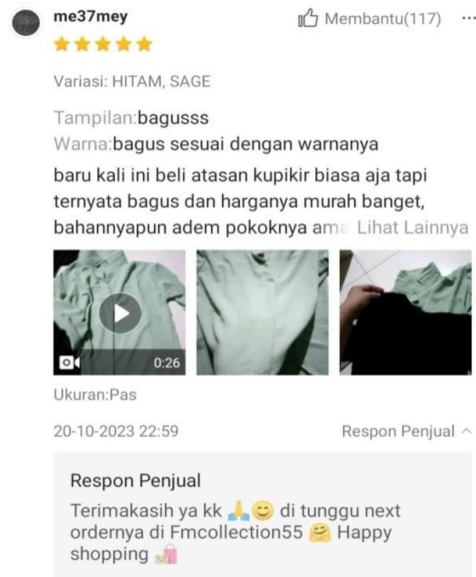 me37mey
Membantu(117)
Variasi: HITAM, SAGE
Tampilan:bagusss
Warna:bagus sesuai dengan warnanya
baru kali ini beli atasan kupikir biasa aja tapi
ternyata bagus dan harganya murah banget,
bahannyapun adem pokoknya ama Lihat Lainnya
0:26
Ukuran:Pas
20-10-2023 22:59
Respon Penjual
Respon Penjual
Terimakasih ya kk 🙏😊 di tunggu next
ordernya di Fmcollection55 🤗 Happy
shopping 🛍️